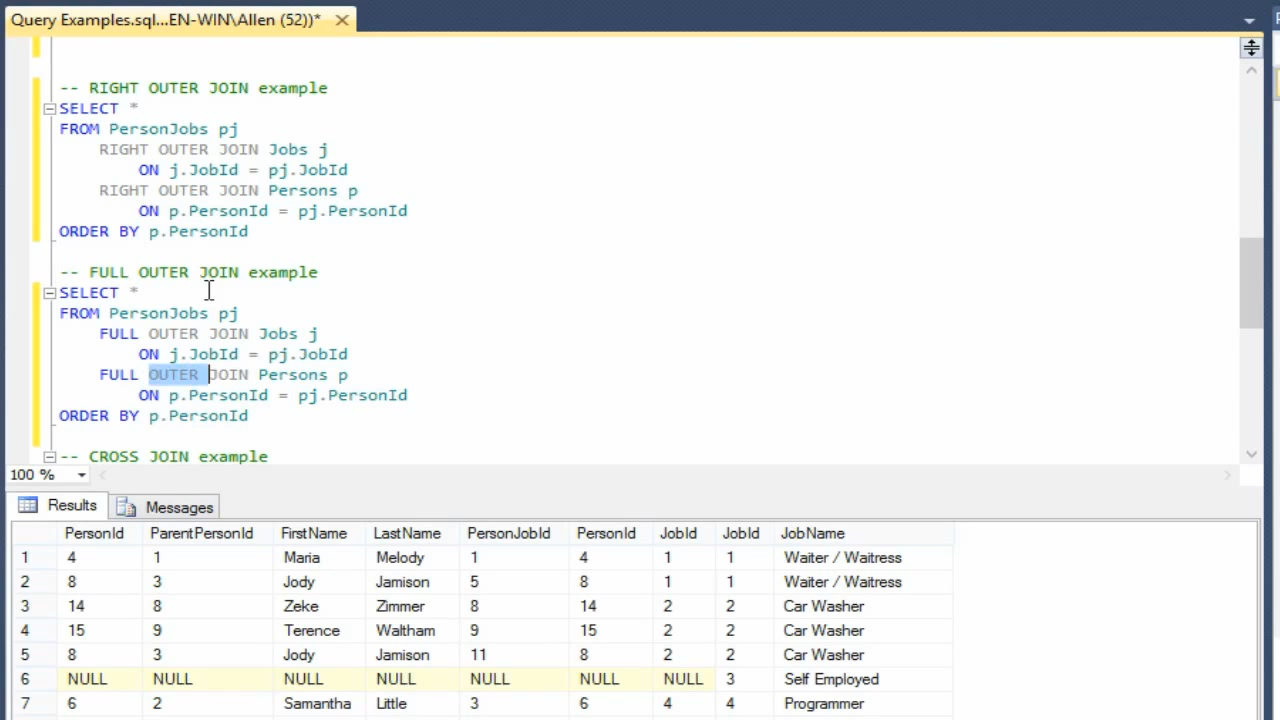 Query Examples.sql...EN-WIN\Allen (52))*
-- RIGHT OUTER JOIN example
SELECT *
FROM PersonJobs pj
RIGHT OUTER JOIN Jobs j
ON j.JobId = pj.JobId
RIGHT OUTER JOIN Persons p
ON p.PersonId = pj.PersonId
ORDER BY p.PersonId
-- FULL OUTER JOIN example
SELECT *
FROM PersonJobs pj
FULL OUTER JOIN Jobs j
ON j.JobId = pj.JobId
FULL OUTER JOIN Persons p
ON p.PersonId = pj.PersonId
ORDER BY p.PersonId
-- CROSS JOIN example
100 %
Results Messages
PersonId ParentPersonId FirstName LastName PersonJobId PersonId JobId JobId JobName
1 4 1 Maria Melody 1 4 1 1 Waiter / Waitress
2 8 3 Jody Jamison 5 8 1 1 Waiter / Waitress
3 14 8 Zeke Zimmer 8 14 2 2 Car Washer
4 15 9 Terence Waltham 9 15 2 2 Car Washer
5 8 3 Jody Jamison 11 8 2 2 Car Washer
6 NULL NULL NULL NULL NULL NULL NULL 3 Self Employed
7 6 2 Samantha Little 3 6 4 4 Programmer